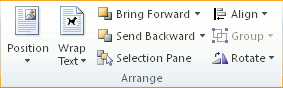 Position
Wrap
Text
Bring Forward
Send Backward
Selection Pane
Align
Group
Rotate
Arrange